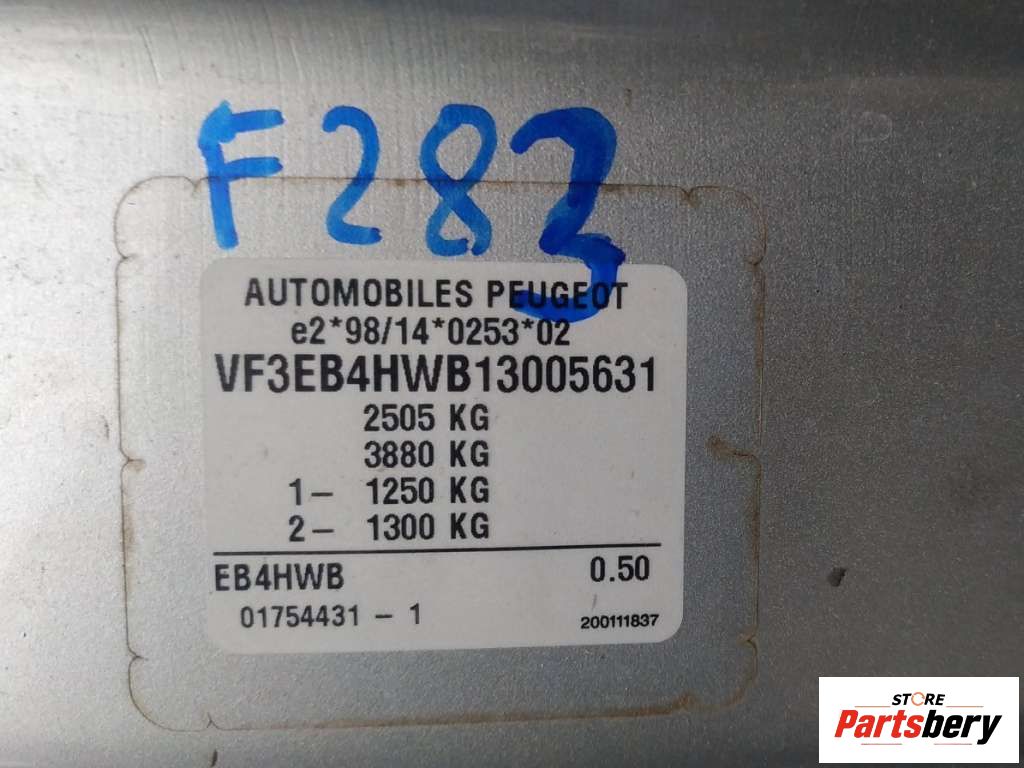 F283
AUTOMOBILES PEUGEOT
e2*98/14*0253*02
VF3EB4HWB13005631
2505 KG
3880 KG
1- 1250 KG
2- 1300 KG
EB4HWB 0.50
01754431 - 1 200111837
STORE
Partsbery